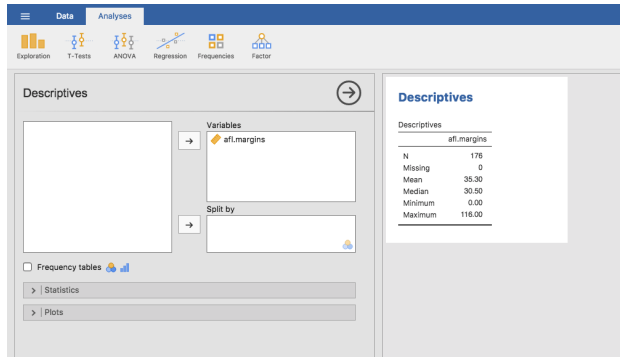 Data Analyses
Exploration T-Tests ANOVA Regression Frequencies Factor
Descriptives
Variables
afl.margins
Split by
Frequency tables
Statistics
Plots
Descriptives
Descriptives
afl.margins
N 176
Missing 0
Mean 35.30
Median 30.50
Minimum 0.00
Maximum 116.00